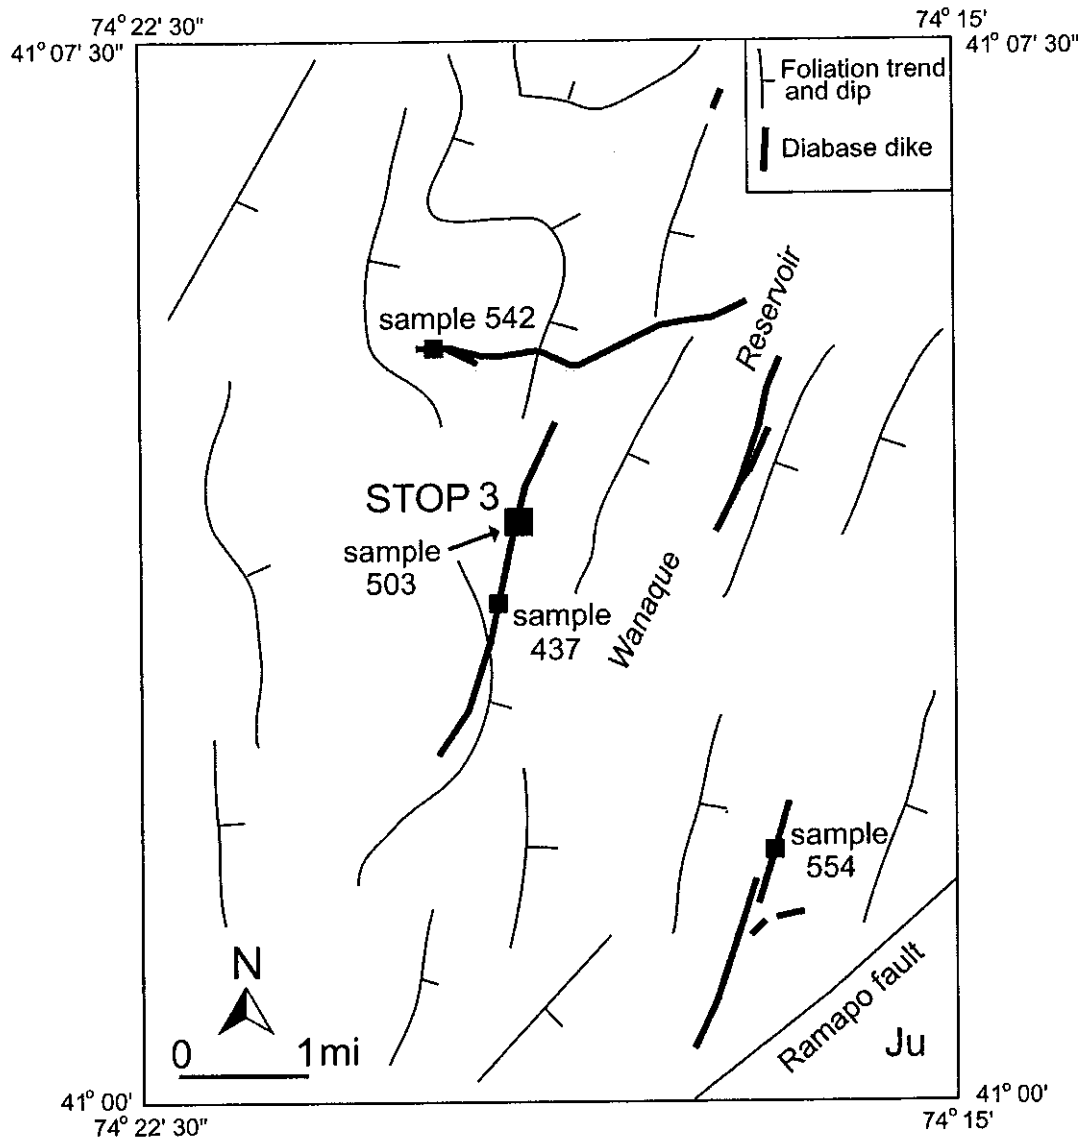 74° 22' 30"
74° 15'
41° 07' 30"
41° 07' 30"
Foliation trend
and dip
Diabase dike
Reservoir
sample 542
STOP 3
sample
503
sample
437
Wanaque
sample
554
N
0 1mi
Ramapo fault
Ju
41° 00'
41° 00'
74° 22' 30"
74° 15'